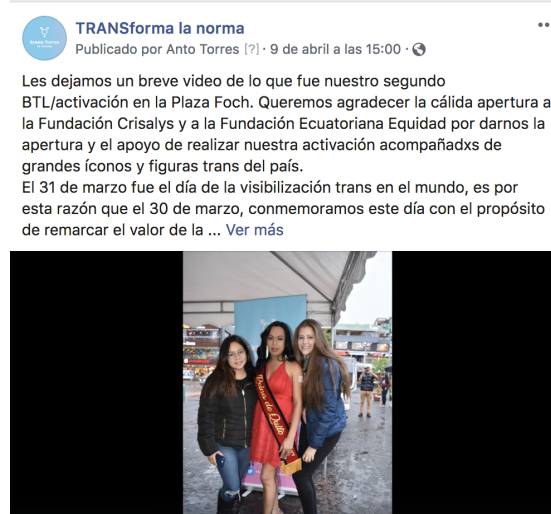 TRANSforma la norma
Publicado por Anto Torres [?] · 9 de abril a las 15:00 ·
Les dejamos un breve video de lo que fue nuestro segundo
BTL/activación en la Plaza Foch. Queremos agradecer la cálida apertura a
la Fundación Crisalys y a la Fundación Ecuatoriana Equidad por darnos la
apertura y el apoyo de realizar nuestra activación acompañadxs de
grandes íconos y figuras trans del país.
El 31 de marzo fue el día de la visibilización trans en el mundo, es por
esta razón que el 30 de marzo, conmemoramos este día con el propósito
de remarcar el valor de la ... Ver más
Reina de Quito